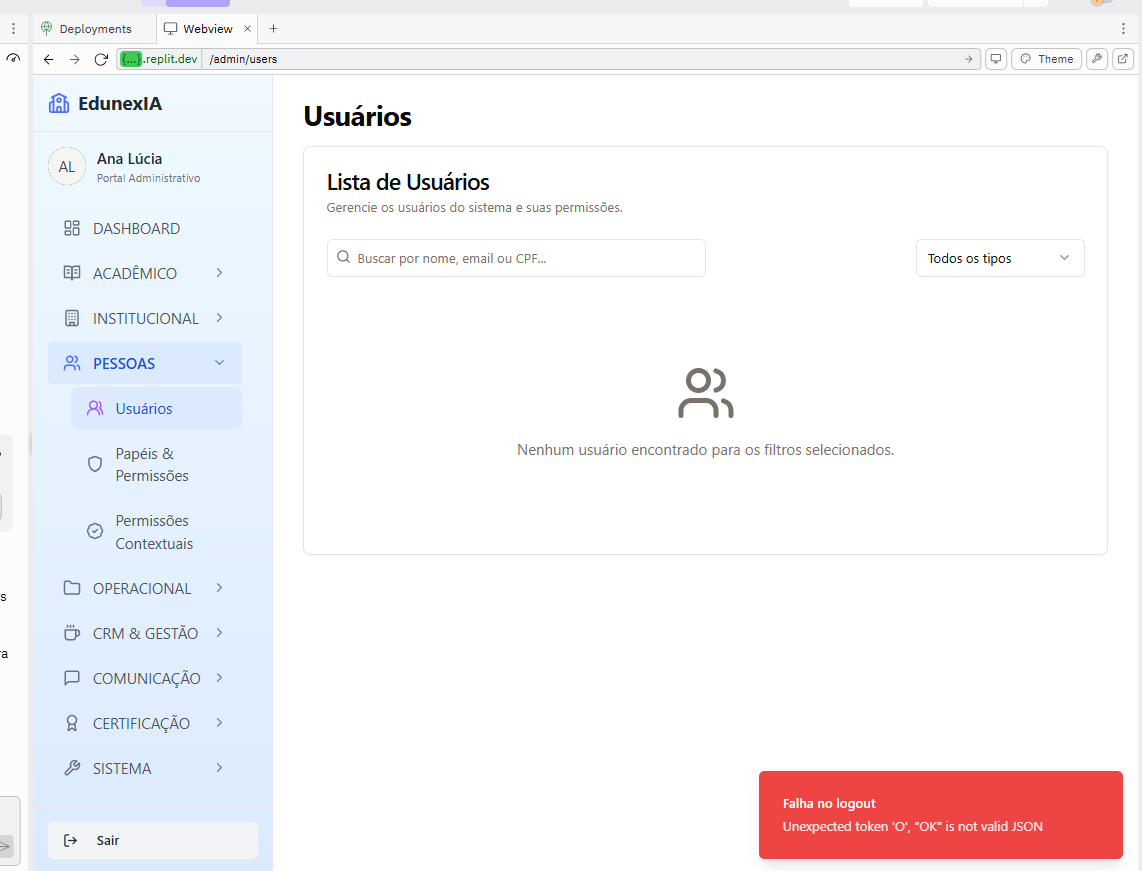 Deployments
Webview
{...}.replit.dev
/admin/users
Theme
EdunexIA
AL
Ana Lúcia
Portal Administrativo
DASHBOARD
ACADÊMICO
INSTITUCIONAL
PESSOAS
Usuários
Papéis &
Permissões
Permissões
Contextuais
OPERACIONAL
CRM & GESTÃO
COMUNICAÇÃO
CERTIFICAÇÃO
SISTEMA
Sair
Usuários
Lista de Usuários
Gerencie os usuários do sistema e suas permissões.
Buscar por nome, email ou CPF...
Todos os tipos
Nenhum usuário encontrado para os filtros selecionados.
Falha no logout
Unexpected token 'O', "OK" is not valid JSON